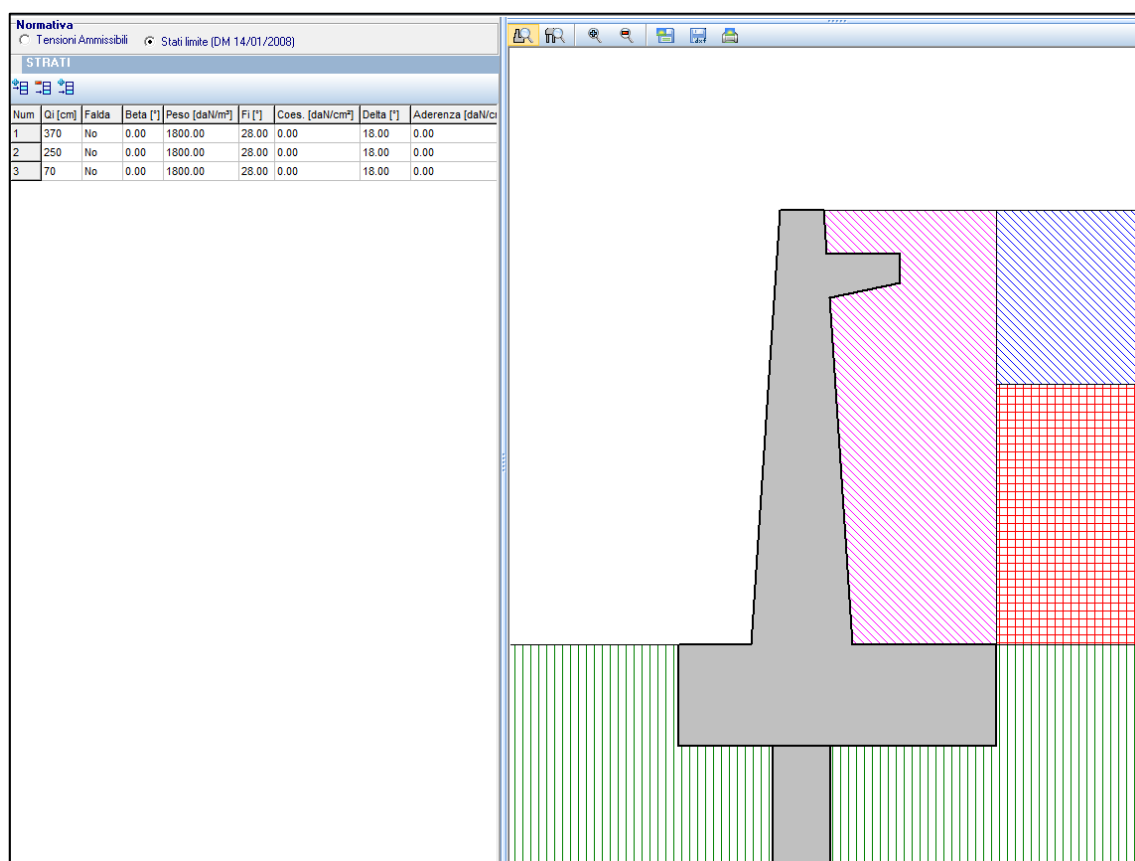 Normativa
Tensioni Ammissibili Stati limite (DM 14/01/2008)
STRATI
Num Qi [cm] Falda Beta [°] Peso [daN/m³] Fi [°] Coes. [daN/cm²] Delta [°] Aderenza [daN/c
1 370 No 0.00 1800.00 28.00 0.00 18.00 0.00
2 250 No 0.00 1800.00 28.00 0.00 18.00 0.00
3 70 No 0.00 1800.00 28.00 0.00 18.00 0.00
dxf